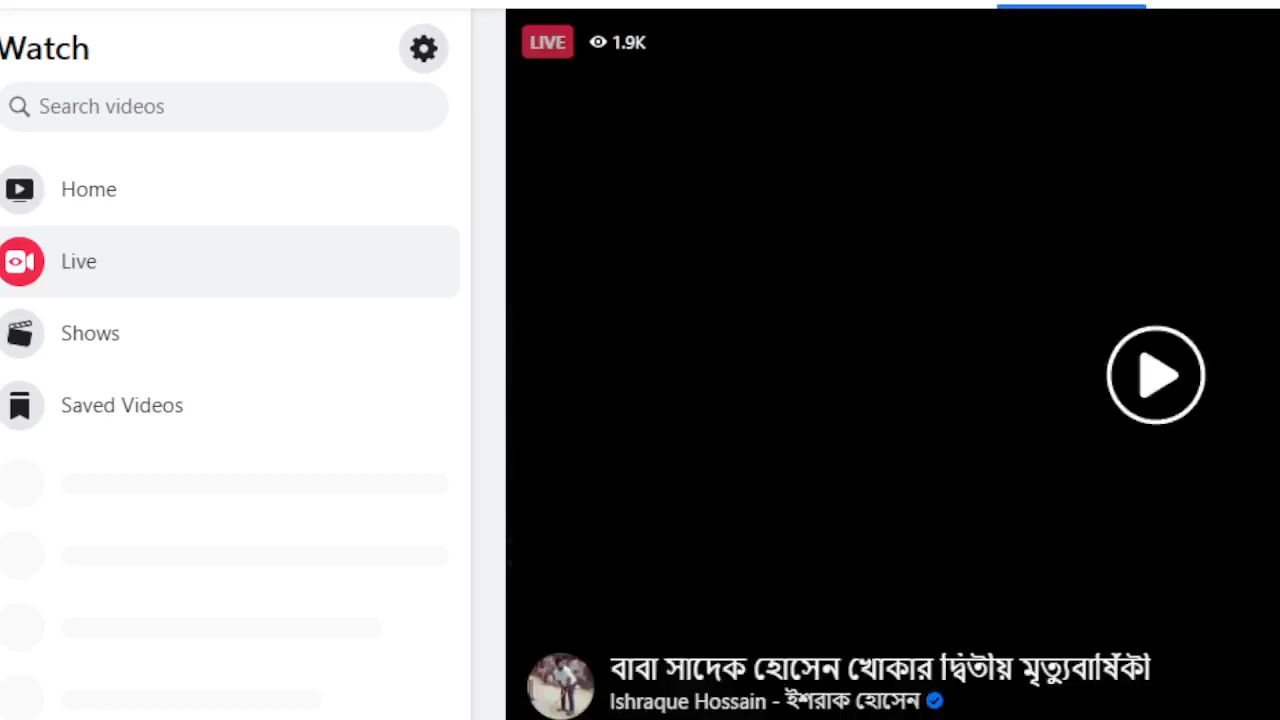 Watch
Search videos
Home
Live
Shows
Saved Videos
LIVE 1.9K
বাবা সাদেক হোসেন খোকার দ্বিতীয় মৃত্যুবার্ষিকী
Ishraque Hossain - ইশরাক হোসেন